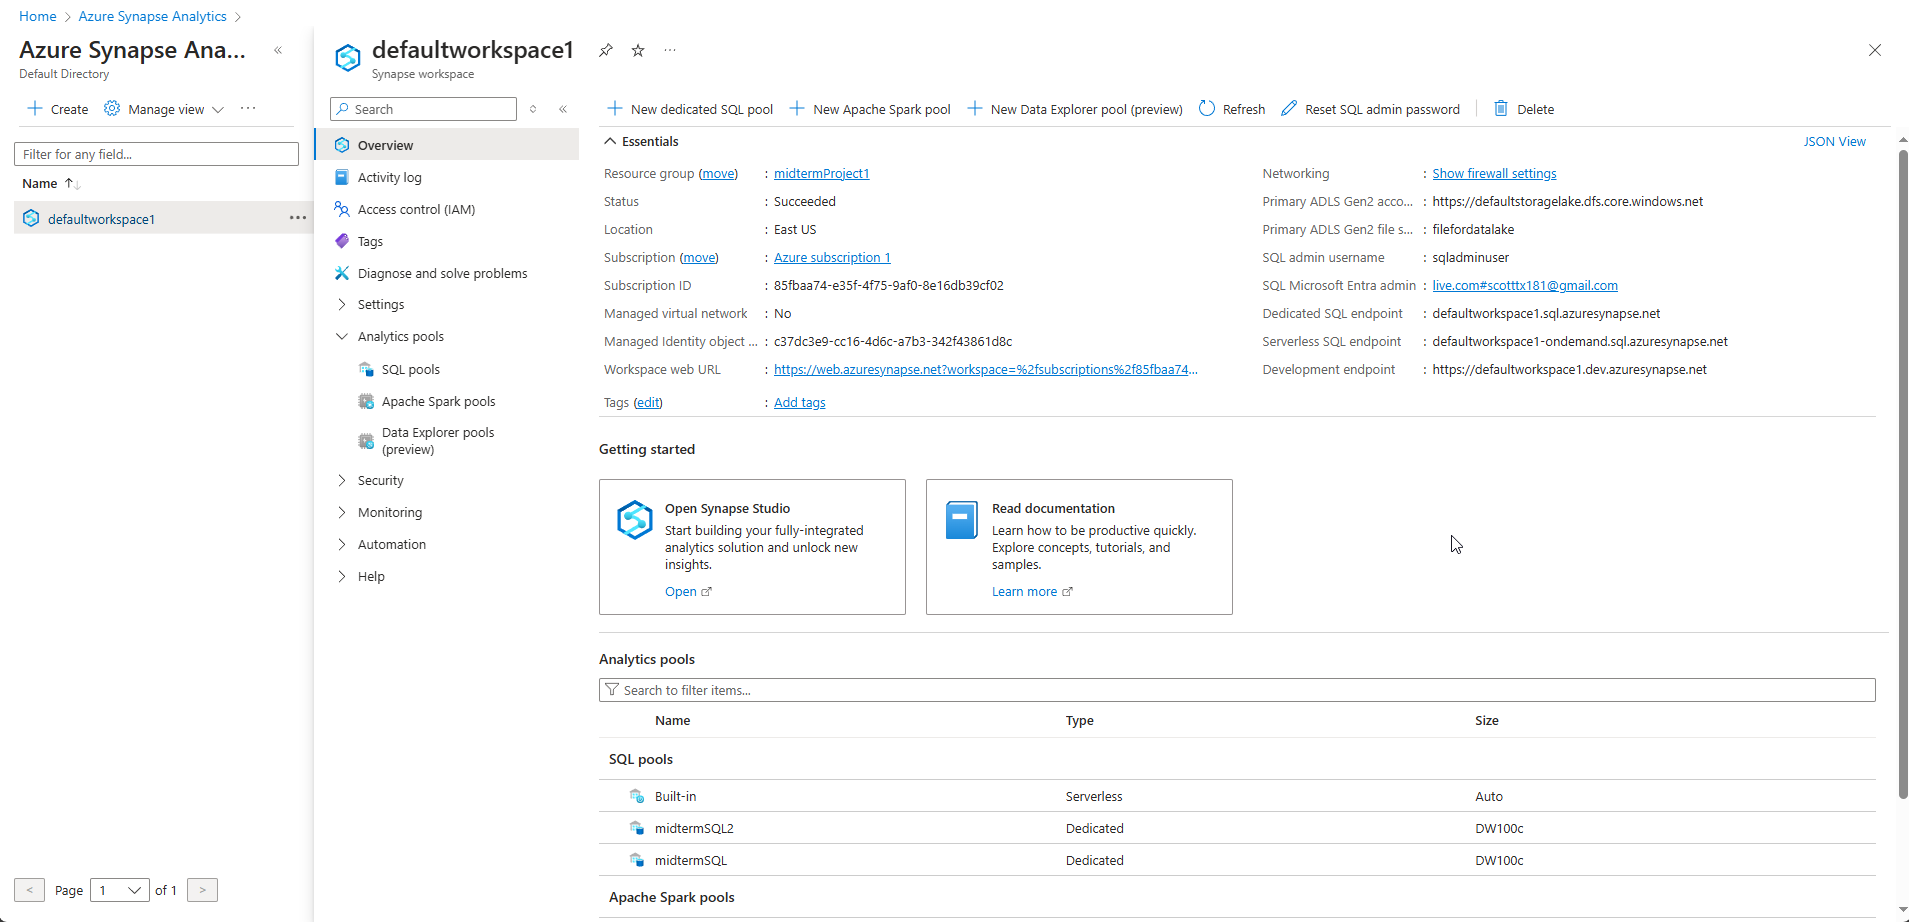 Home > Azure Synapse Analytics >
Azure Synapse Ana...
Default Directory
Create
Manage view
Filter for any field...
Name
defaultworkspace1
< Page 1 of 1 >
defaultworkspace1
Synapse workspace
Search
Overview
Activity log
Access control (IAM)
Tags
Diagnose and solve problems
Settings
Analytics pools
SQL pools
Apache Spark pools
Data Explorer pools
(preview)
Security
Monitoring
Automation
Help
New dedicated SQL pool New Apache Spark pool New Data Explorer pool (preview) Refresh Reset SQL admin password Delete
Essentials
JSON View
Resource group (move) : midtermProject1
Status : Succeeded
Location : East US
Subscription (move) : Azure subscription 1
Subscription ID : 85fbaa74-e35f-4f75-9af0-8e16db39cf02
Managed virtual network : No
Managed Identity object ... : c37dc3e9-cc16-4d6c-a7b3-342f43861d8c
Workspace web URL : https://web.azuresynapse.net?workspace=%2fsubscriptions%2f85fbaa74...
Tags (edit) : Add tags
Networking : Show firewall settings
Primary ADLS Gen2 acco... : https://defaultstoragelake.dfs.core.windows.net
Primary ADLS Gen2 file s... : filefordatalake
SQL admin username : sqladminuser
SQL Microsoft Entra admin : live.com#scotttx181@gmail.com
Dedicated SQL endpoint : defaultworkspace1.sql.azuresynapse.net
Serverless SQL endpoint : defaultworkspace1-ondemand.sql.azuresynapse.net
Development endpoint : https://defaultworkspace1.dev.azuresynapse.net
Getting started
Open Synapse Studio
Start building your fully-integrated
analytics solution and unlock new
insights.
Open
Read documentation
Learn how to be productive quickly.
Explore concepts, tutorials, and
samples.
Learn more
Analytics pools
Search to filter items...
Name Type Size
SQL pools
Built-in Serverless Auto
midtermSQL2 Dedicated DW100c
midtermSQL Dedicated DW100c
Apache Spark pools